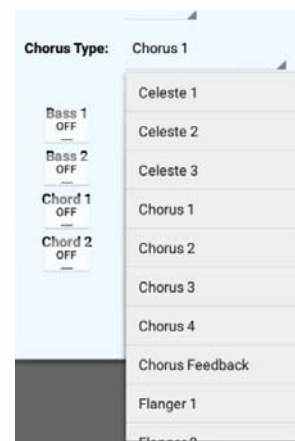 Chorus Type: Chorus 1
Celeste 1
Bass 1
OFF
Celeste 2
Bass 2
OFF
Celeste 3
Chord 1
OFF
Chorus 1
Chord 2
OFF
Chorus 2
Chorus 3
Chorus 4
Chorus Feedback
Flanger 1